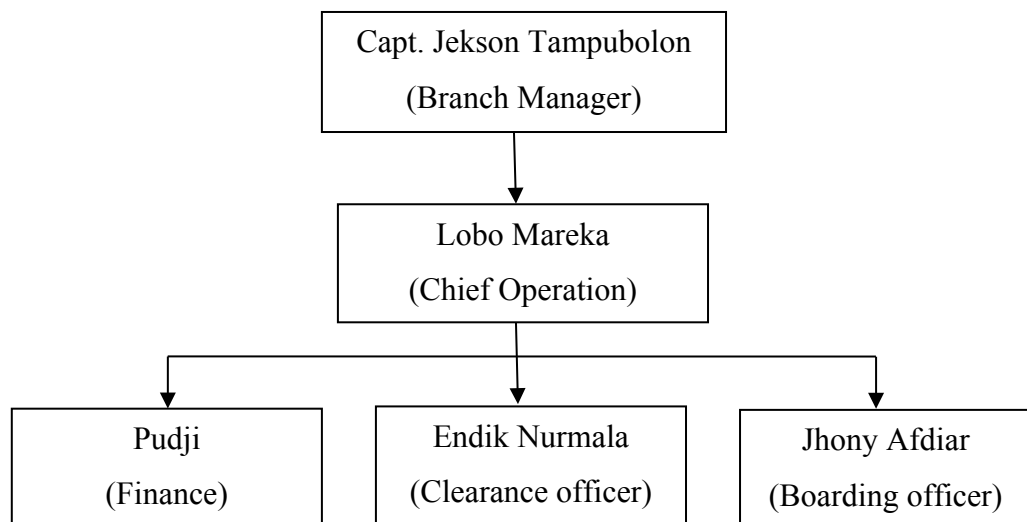 Capt. Jekson Tampubolon
(Branch Manager)
Lobo Mareka
(Chief Operation)
Pudji
(Finance)
Endik Nurmala
(Clearance officer)
Jhony Afdiar
(Boarding officer)